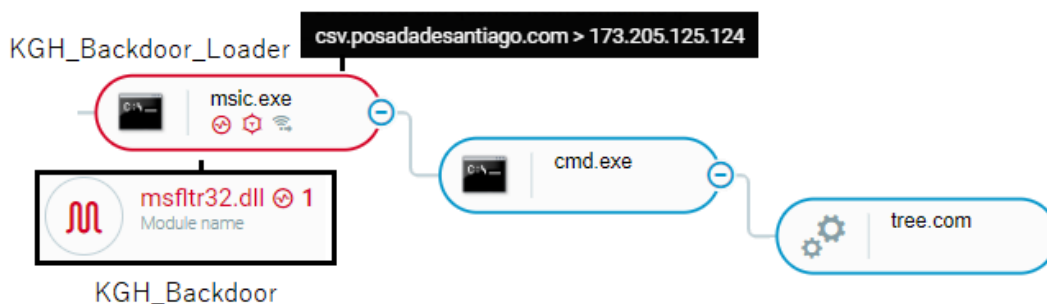 csv.posadadesantiago.com > 173.205.125.124
KGH_Backdoor_Loader
msic.exe
C:\_
cmd.exe
C:\_
msfltr32.dll 1
Module name
tree.com
KGH_Backdoor